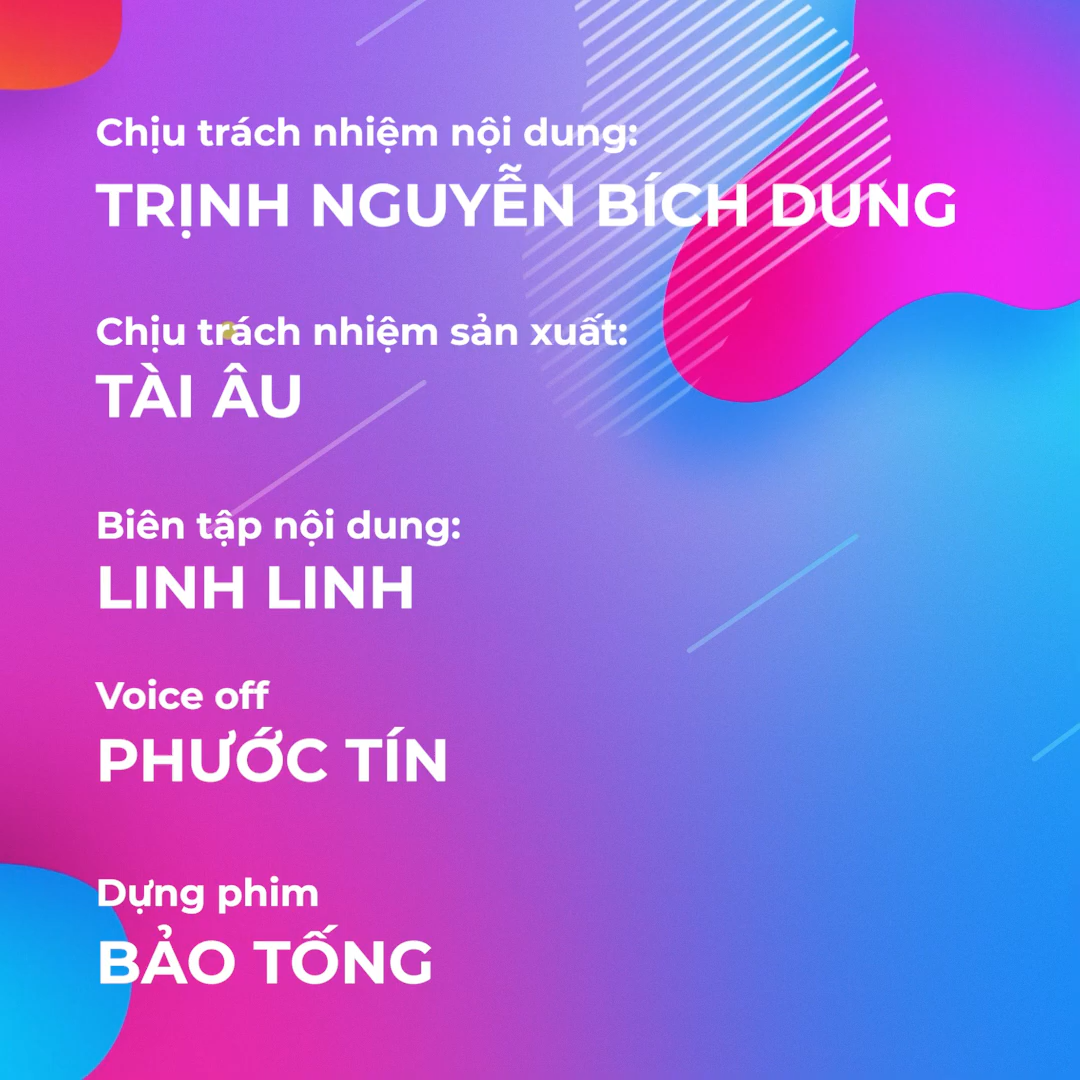 Chịu trách nhiệm nội dung:
TRỊNH NGUYỄN BÍCH DUNG
Chịu trách nhiệm sản xuất:
TÀI ÂU
Biên tập nội dung:
LINH LINH
Voice off
PHƯỚC TÍN
Dựng phim
BẢO TỐNG